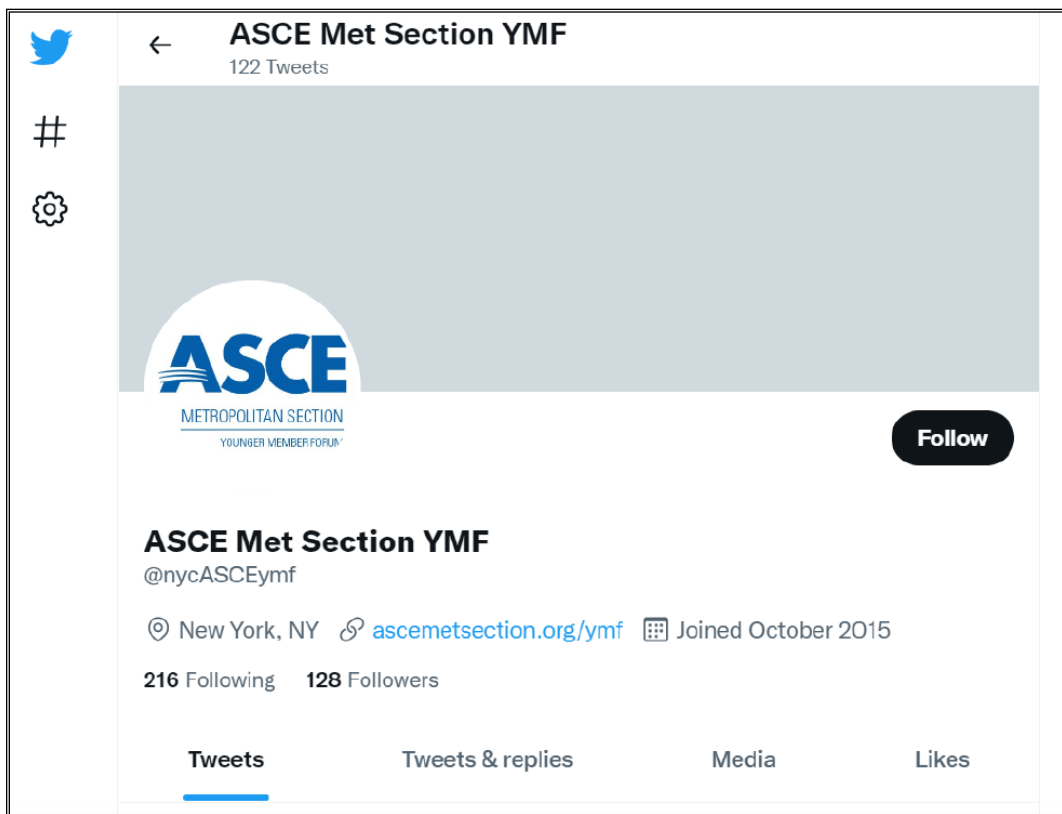 ASCE Met Section YMF
122 Tweets
ASCE
METROPOLITAN SECTION
YOUNGER MEMBER FORUM
Follow
ASCE Met Section YMF
@nycASCEymf
New York, NY ascemetsection.org/ymf Joined October 2015
216 Following 128 Followers
Tweets Tweets & replies Media Likes